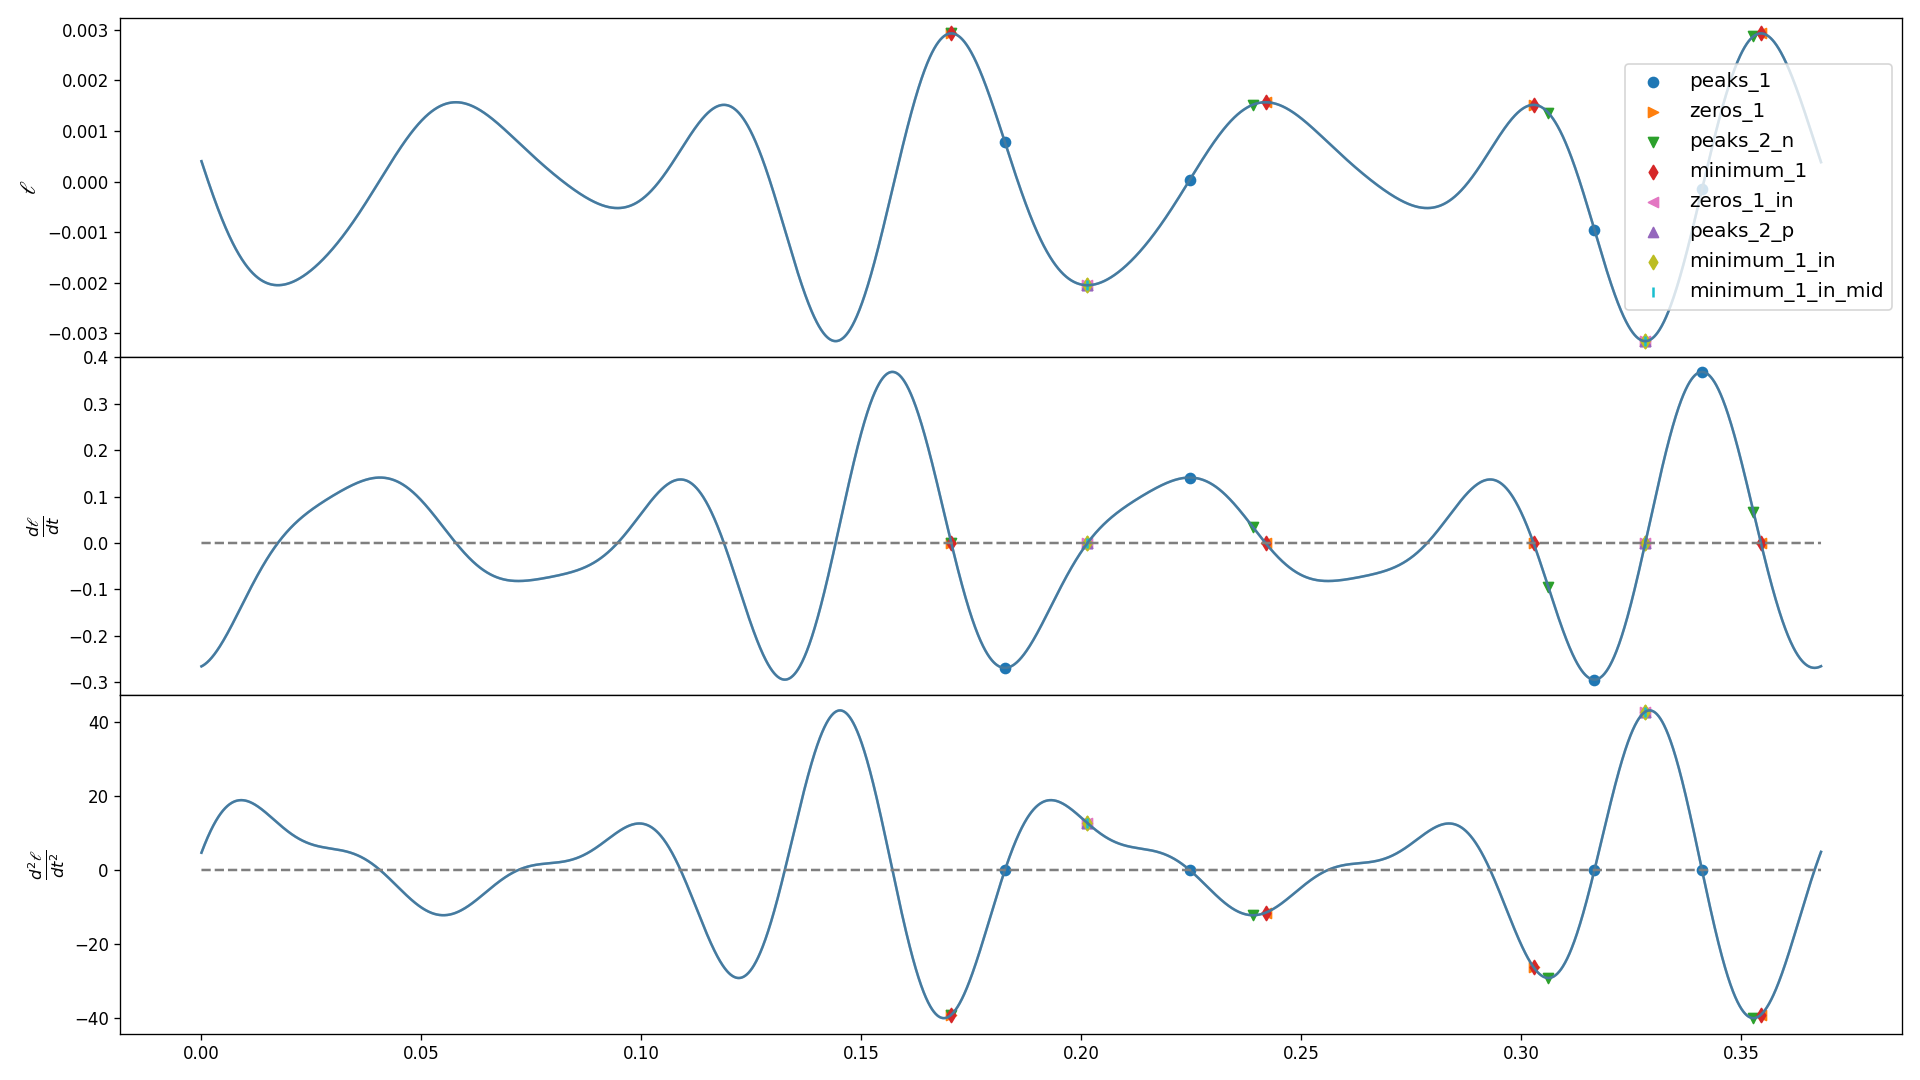 0.003
0.002
0.001
0.000
−0.001
−0.002
−0.003
ℓ
peaks_1
zeros_1
peaks_2_n
minimum_1
zeros_1_in
peaks_2_p
minimum_1_in
minimum_1_in_mid
0.4
0.3
0.2
0.1
0.0
−0.1
−0.2
−0.3
dℓ
dt
40
20
0
−20
−40
d²ℓ
dt²
0.00 0.05 0.10 0.15 0.20 0.25 0.30 0.35